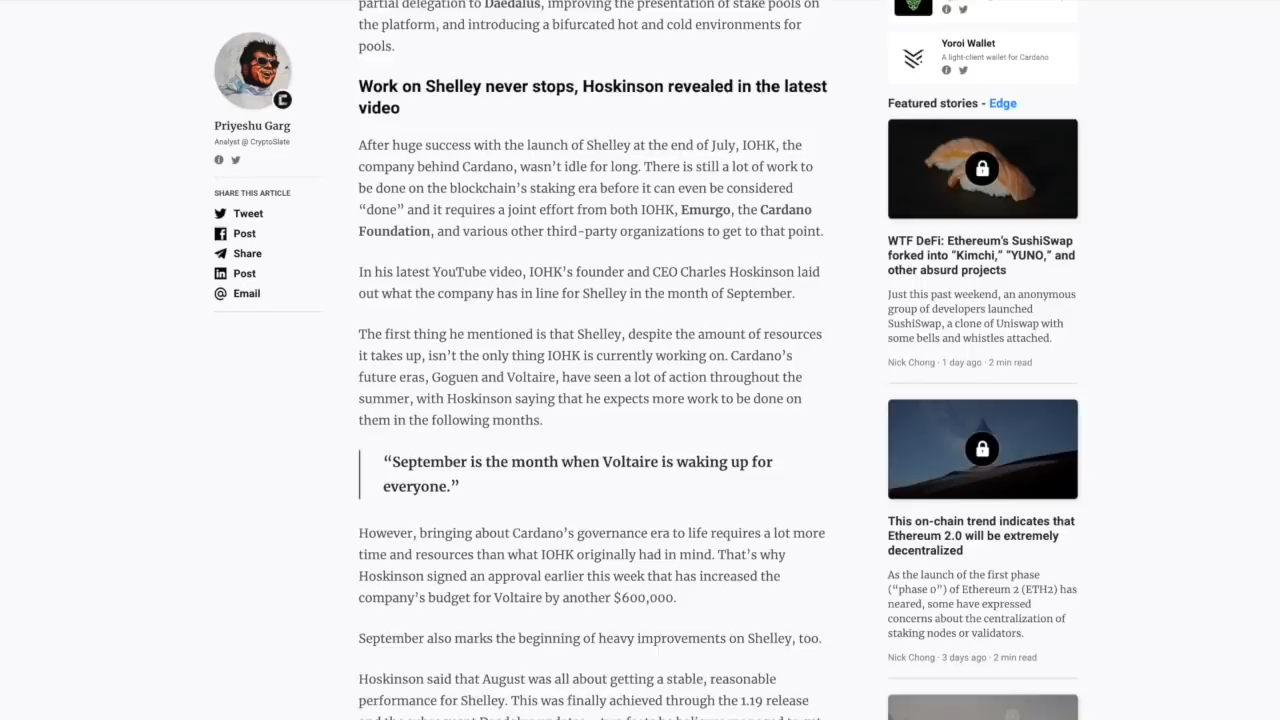 partial delegation to Daedalus, improving the presentation of stake pools on
the platform, and introducing a bifurcated hot and cold environments for
pools.
Priyeshu Garg
Analyst @ CryptoSlate
SHARE THIS ARTICLE
Tweet
Post
Share
Post
Email
Work on Shelley never stops, Hoskinson revealed in the latest
video
After huge success with the launch of Shelley at the end of July, IOHK, the
company behind Cardano, wasn’t idle for long. There is still a lot of work to
be done on the blockchain’s staking era before it can even be considered
“done” and it requires a joint effort from both IOHK, Emurgo, the Cardano
Foundation, and various other third-party organizations to get to that point.
In his latest YouTube video, IOHK’s founder and CEO Charles Hoskinson laid
out what the company has in line for Shelley in the month of September.
The first thing he mentioned is that Shelley, despite the amount of resources
it takes up, isn’t the only thing IOHK is currently working on. Cardano’s
future eras, Goguen and Voltaire, have seen a lot of action throughout the
summer, with Hoskinson saying that he expects more work to be done on
them in the following months.
“September is the month when Voltaire is waking up for
everyone.”
However, bringing about Cardano’s governance era to life requires a lot more
time and resources than what IOHK originally had in mind. That’s why
Hoskinson signed an approval earlier this week that has increased the
company’s budget for Voltaire by another $600,000.
September also marks the beginning of heavy improvements on Shelley, too.
Hoskinson said that August was all about getting a stable, reasonable
performance for Shelley. This was finally achieved through the 1.19 release
Yoroi Wallet
A light-client wallet for Cardano
Featured stories - Edge
WTF DeFi: Ethereum’s SushiSwap
forked into “Kimchi,” “YUNO,” and
other absurd projects
Just this past weekend, an anonymous
group of developers launched
SushiSwap, a clone of Uniswap with
some bells and whistles attached.
Nick Chong · 1 day ago · 2 min read
This on-chain trend indicates that
Ethereum 2.0 will be extremely
decentralized
As the launch of the first phase
(“phase 0”) of Ethereum 2 (ETH2) has
neared, some have expressed
concerns about the centralization of
staking nodes or validators.
Nick Chong · 3 days ago · 2 min read